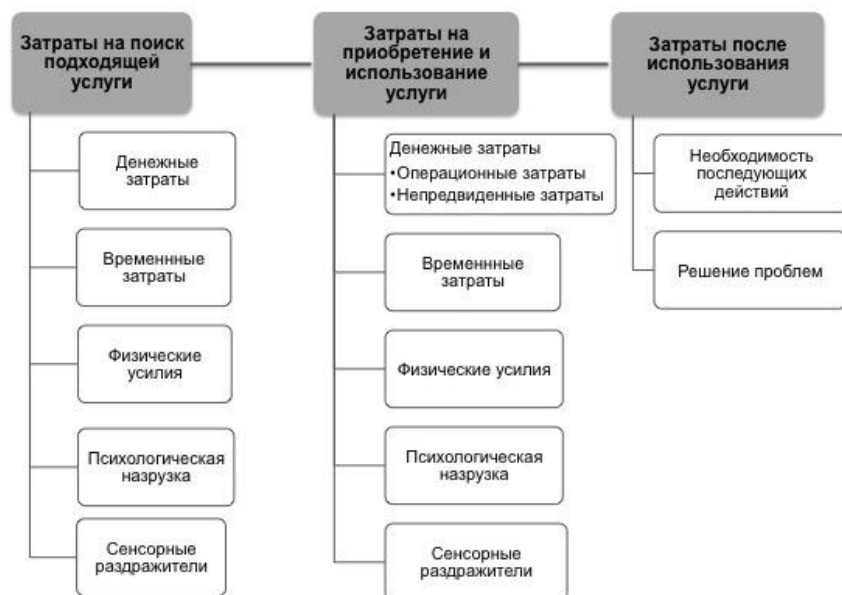 Затраты на поиск
подходящей
услуги
Денежные
затраты
Временнные
затраты
Физические
усилия
Психологическая
назрузка
Сенсорные
раздражители
Затраты на
приобретение и
использование
услуги
Денежные затраты
•Операционные затраты
•Непредвиденные затраты
Временнные
затраты
Физические усилия
Психологическая
назрузка
Сенсорные
раздражители
Затраты после
использования
услуги
Необходимость
последующих
действий
Решение проблем